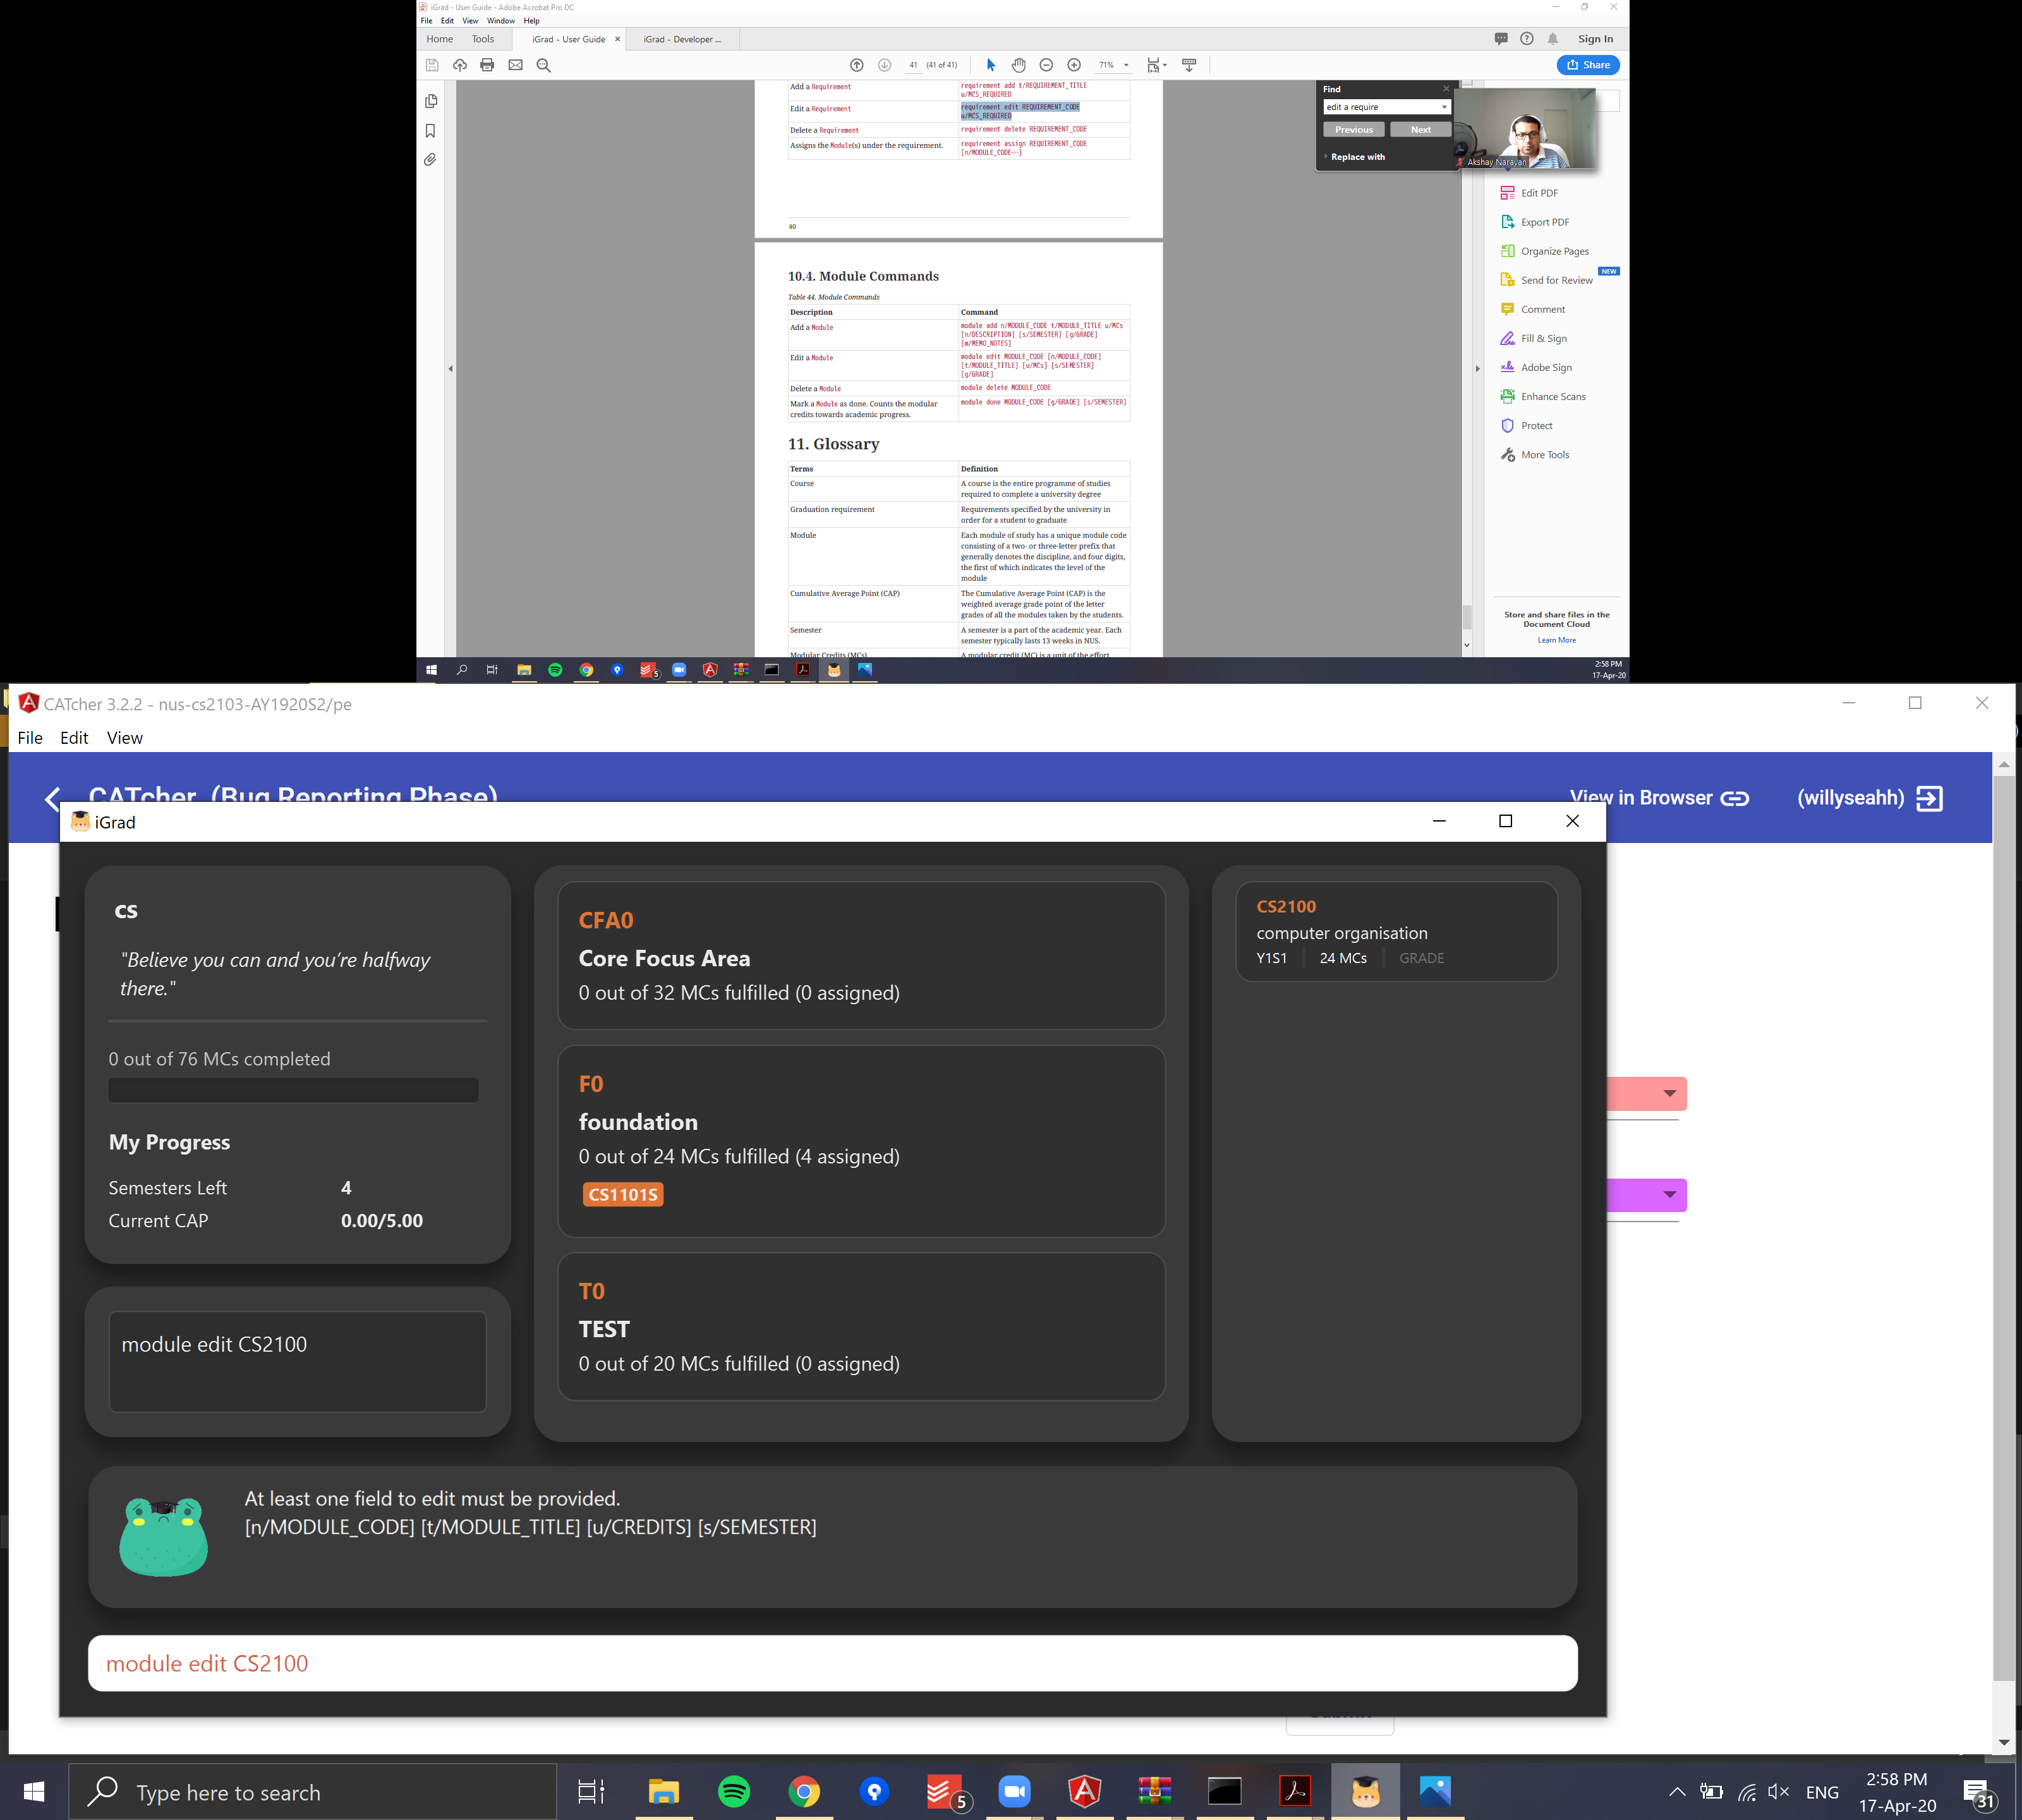 iGrad - User Guide - Adobe Acrobat Pro DC
File Edit View Window Help
Home Tools iGrad - User Guide × iGrad - Developer ... Sign In
41 (41 of 41) 71% Share
Add a Requirement
requirement add t/REQUIREMENT_TITLE
u/MCS_REQUIRED
Edit a Requirement
requirement edit REQUIREMENT_CODE
u/MCS_REQUIRED
Delete a Requirement
requirement delete REQUIREMENT_CODE
Assigns the Module(s) under the requirement.
requirement assign REQUIREMENT_CODE
[n/MODULE_CODE…]
40
Find
edit a require
Previous Next
Replace with
Akshay Narayan
Edit PDF
Export PDF
Organize Pages
Send for Review NEW
Comment
Fill & Sign
Adobe Sign
Enhance Scans
Protect
More Tools
Store and share files in the
Document Cloud
Learn More
10.4. Module Commands
Table 44. Module Commands
Description Command
Add a Module
module add n/MODULE_CODE t/MODULE_TITLE u/MCs
[n/DESCRIPTION] [s/SEMESTER] [g/GRADE]
[m/MEMO_NOTES]
Edit a Module
module edit MODULE_CODE [n/MODULE_CODE]
[t/MODULE_TITLE] [u/MCs] [s/SEMESTER]
[g/GRADE]
Delete a Module
module delete MODULE_CODE
Mark a Module as done. Counts the modular
credits towards academic progress.
module done MODULE_CODE [g/GRADE] [s/SEMESTER]
11. Glossary
Terms Definition
Course
A course is the entire programme of studies
required to complete a university degree
Graduation requirement
Requirements specified by the university in
order for a student to graduate
Module
Each module of study has a unique module code
consisting of a two- or three-letter prefix that
generally denotes the discipline, and four digits,
the first of which indicates the level of the
module
Cumulative Average Point (CAP)
The Cumulative Average Point (CAP) is the
weighted average grade point of the letter
grades of all the modules taken by the students.
Semester
A semester is a part of the academic year. Each
semester typically lasts 13 weeks in NUS.
Modular Credits (MCs)
A modular credit (MC) is a unit of the effort
5
2:58 PM
17-Apr-20
CATcher 3.2.2 - nus-cs2103-AY1920S2/pe
File Edit View
CATcher (Bug Reporting Phase) View in Browser (willyseahh)
iGrad
cs
"Believe you can and you're halfway
there."
0 out of 76 MCs completed
My Progress
Semesters Left 4
Current CAP 0.00/5.00
module edit CS2100
CFA0
Core Focus Area
0 out of 32 MCs fulfilled (0 assigned)
F0
foundation
0 out of 24 MCs fulfilled (4 assigned)
CS1101S
T0
TEST
0 out of 20 MCs fulfilled (0 assigned)
CS2100
computer organisation
Y1S1 24 MCs GRADE
At least one field to edit must be provided.
[n/MODULE_CODE] [t/MODULE_TITLE] [u/CREDITS] [s/SEMESTER]
module edit CS2100
Type here to search
5
ENG
2:58 PM
17-Apr-20
31